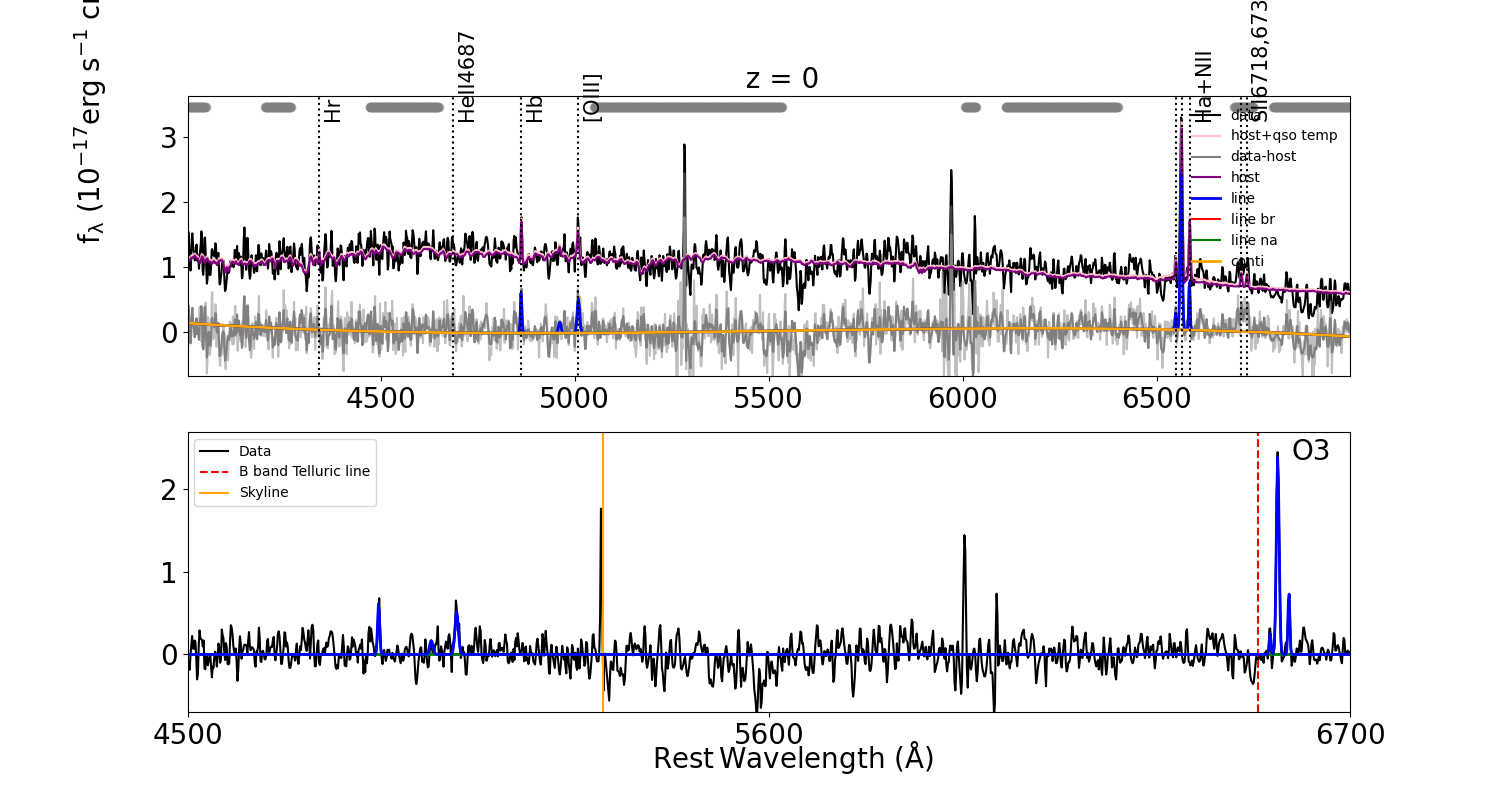 z = 0
f_λ (10^−17 erg s^−1
Hr
HeII4687
Hb
[OIII]
Ha+NII
SII6718,673
data
host+qso temp
data-host
host
line
line br
line na
conti
3
2
1
0
4500 5000 5500 6000 6500
Data
B band Telluric line
Skyline
O3
2
1
0
4500 5600 6700
Rest Wavelength (Å)